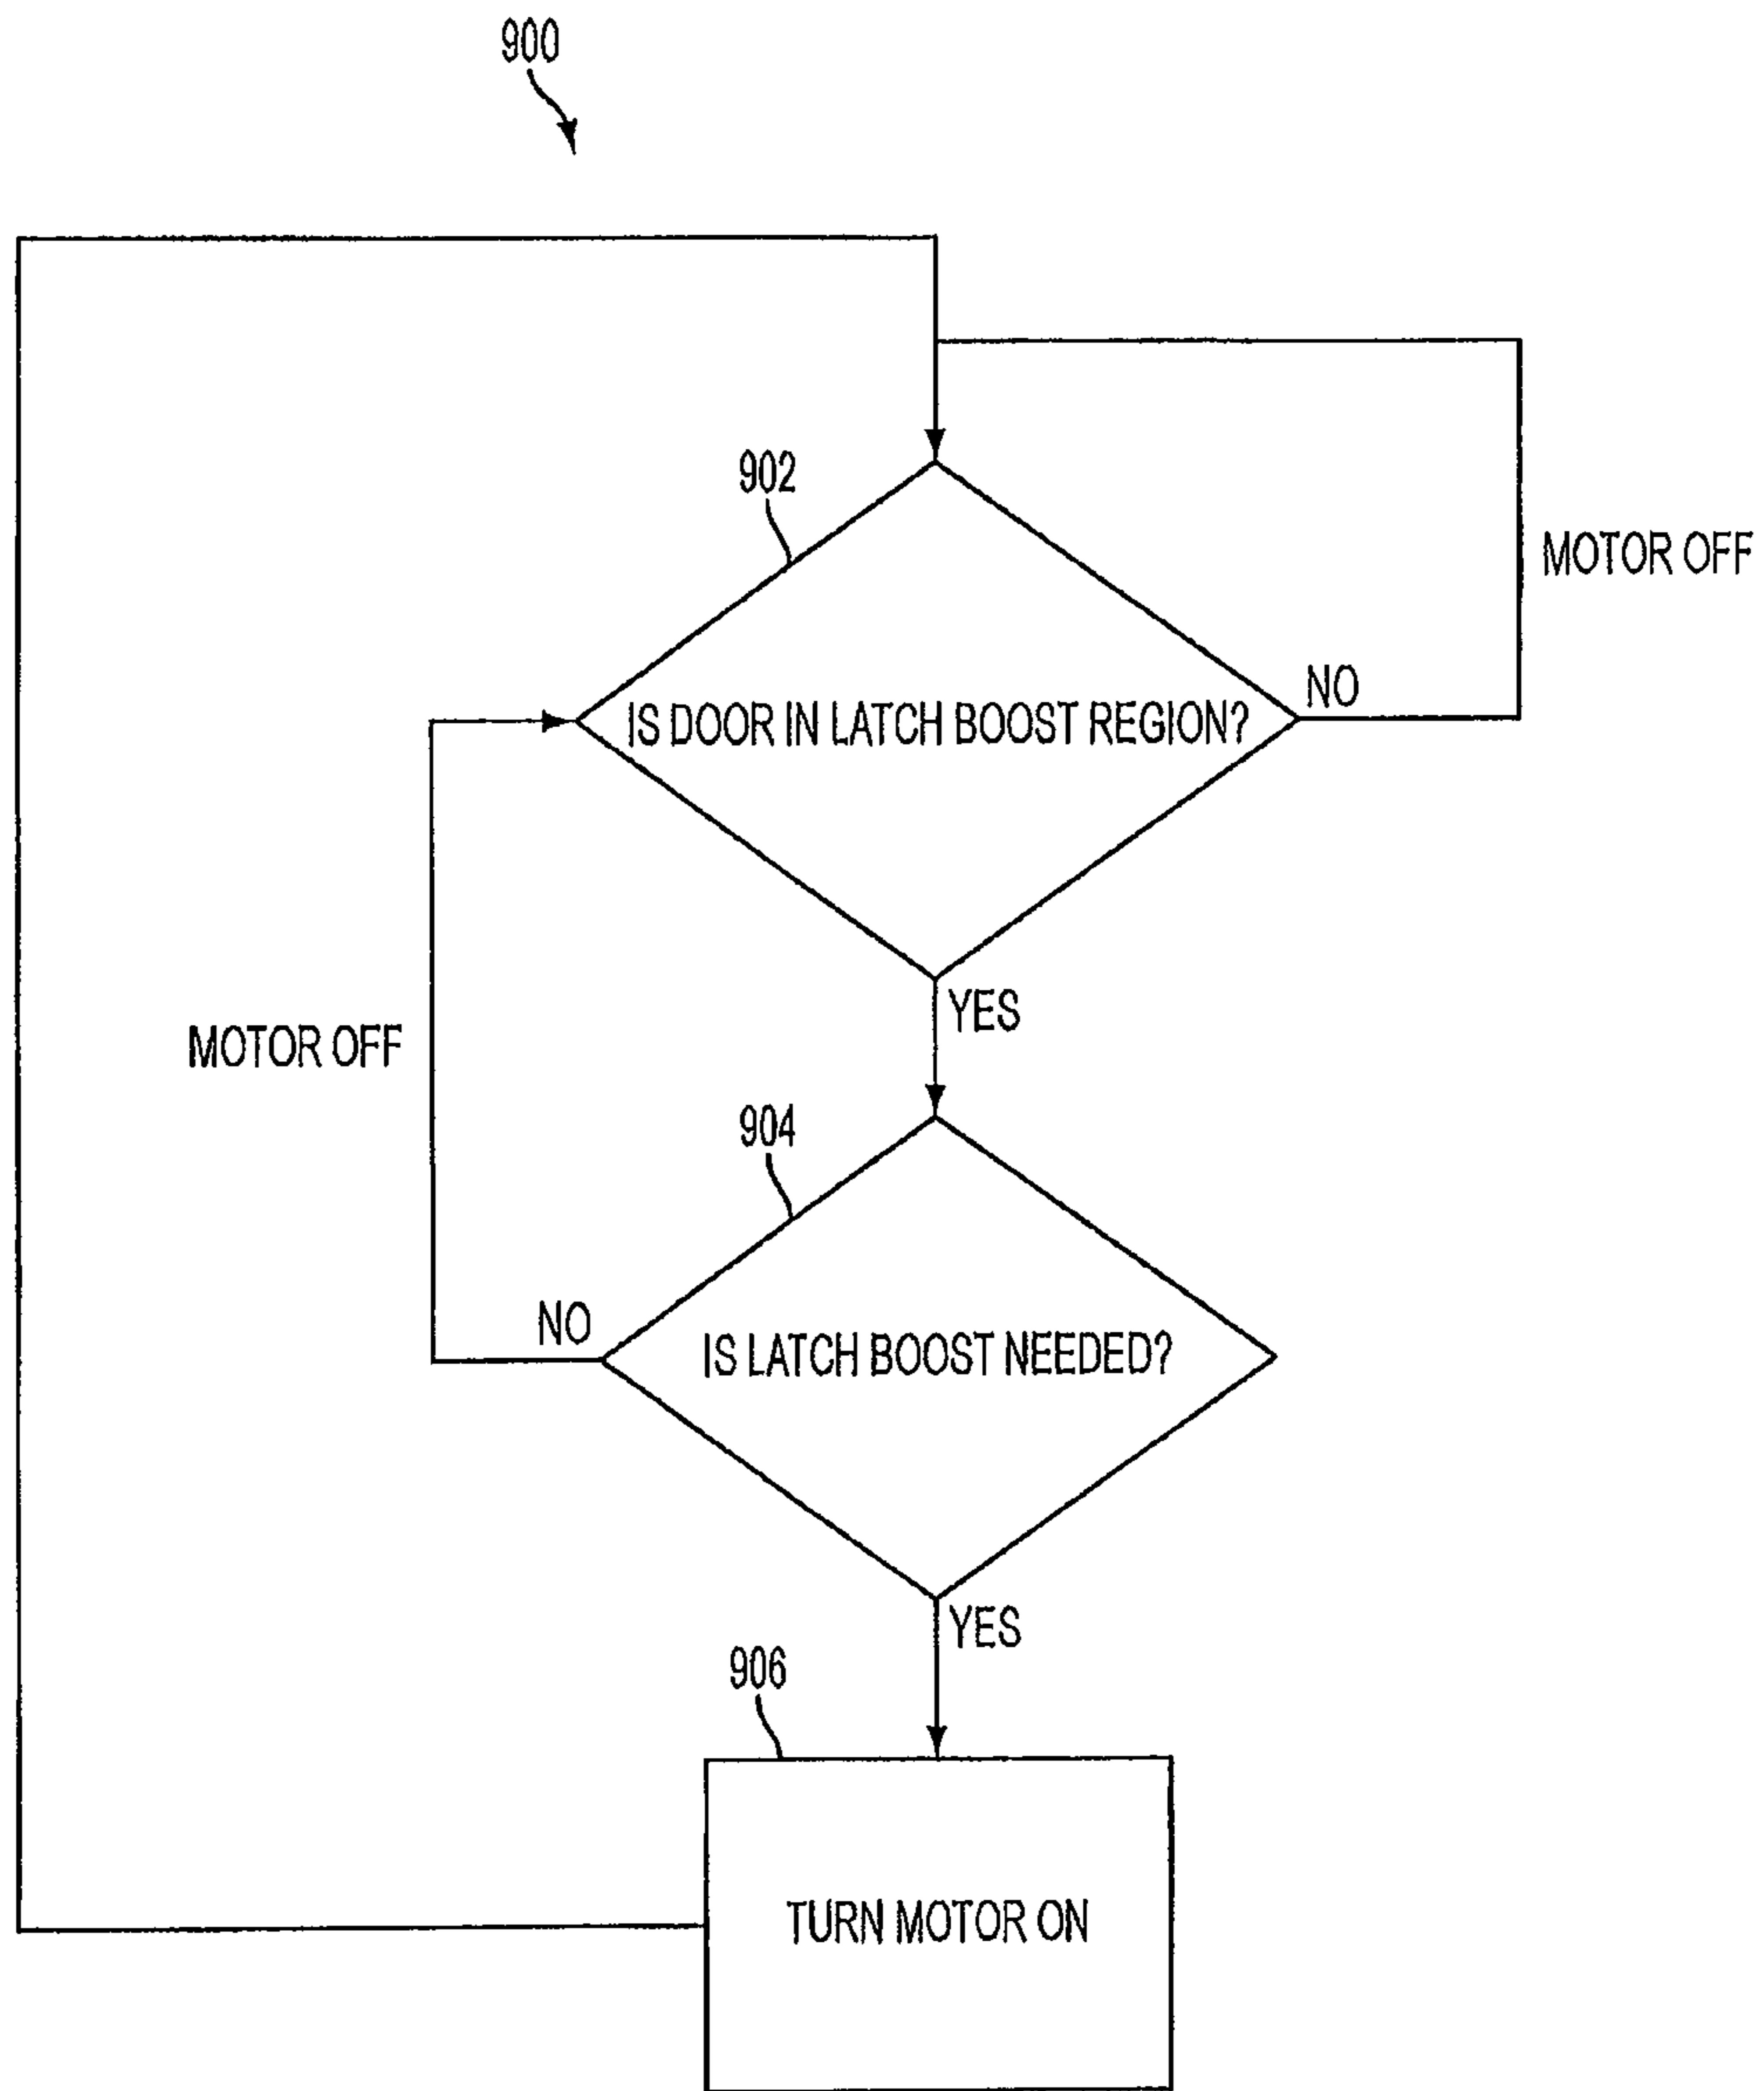 900
902
MOTOR OFF
NO
IS DOOR IN LATCH BOOST REGION?
YES
MOTOR OFF
904
NO
IS LATCH BOOST NEEDED?
YES
906
TURN MOTOR ON